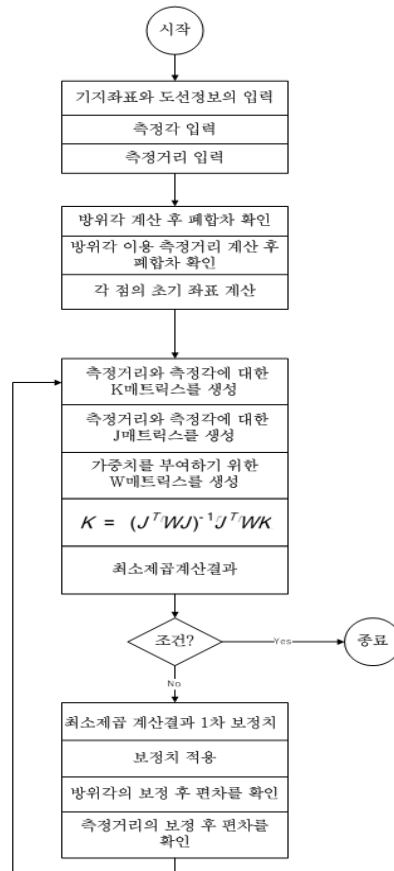 시작
기지좌표와 도선정보의 입력
측정각 입력
측정거리 입력
방위각 계산 후 폐합차 확인
방위각 이용 측정거리 계산 후
폐합차 확인
각 점의 초기 좌표 계산
측정거리와 측정각에 대한
K매트릭스를 생성
측정거리와 측정각에 대한
J매트릭스를 생성
가중치를 부여하기 위한
W매트릭스를 생성
K = (JᵀWJ)⁻¹JᵀWK
최소제곱계산결과
조건?
Yes
종료
No
최소제곱 계산결과 1차 보정치
보정치 적용
방위각의 보정 후 편차를 확인
측정거리의 보정 후 편차를
확인